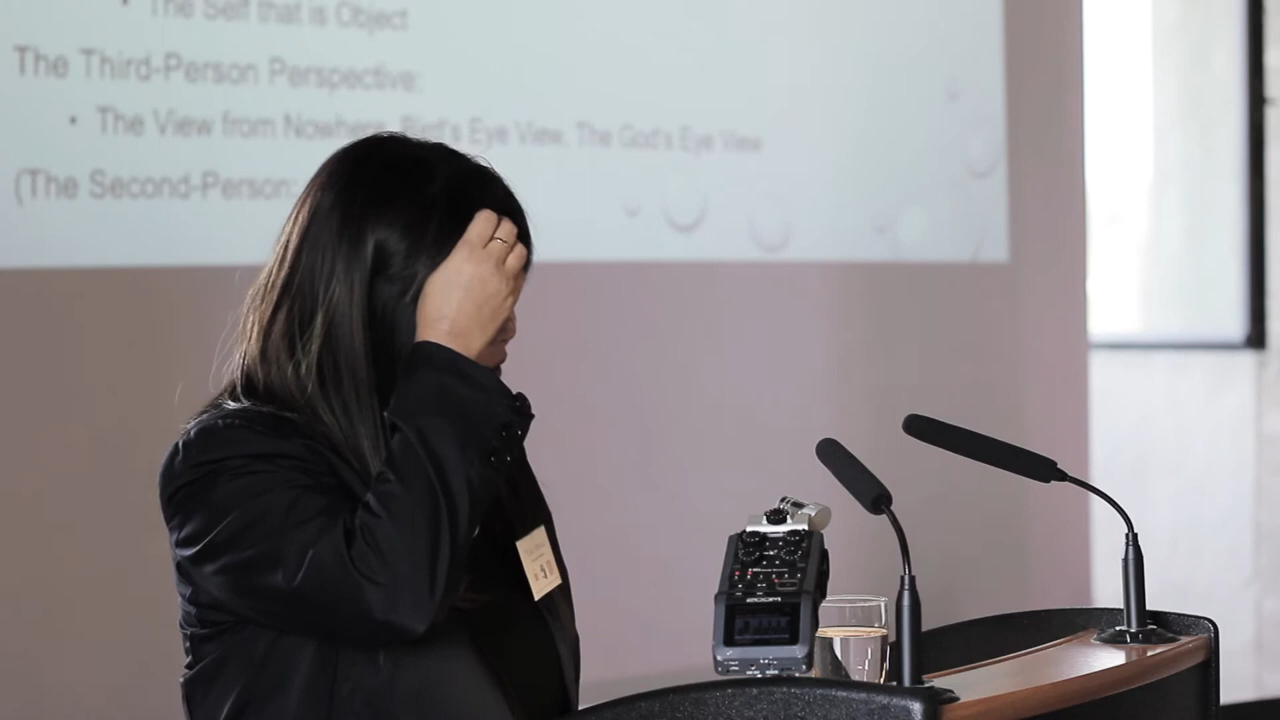 • The Self that is Object
The Third-Person Perspective:
• The View from Nowhere, Bird's Eye View, The God's Eye View
(The Second-Person:
zoom